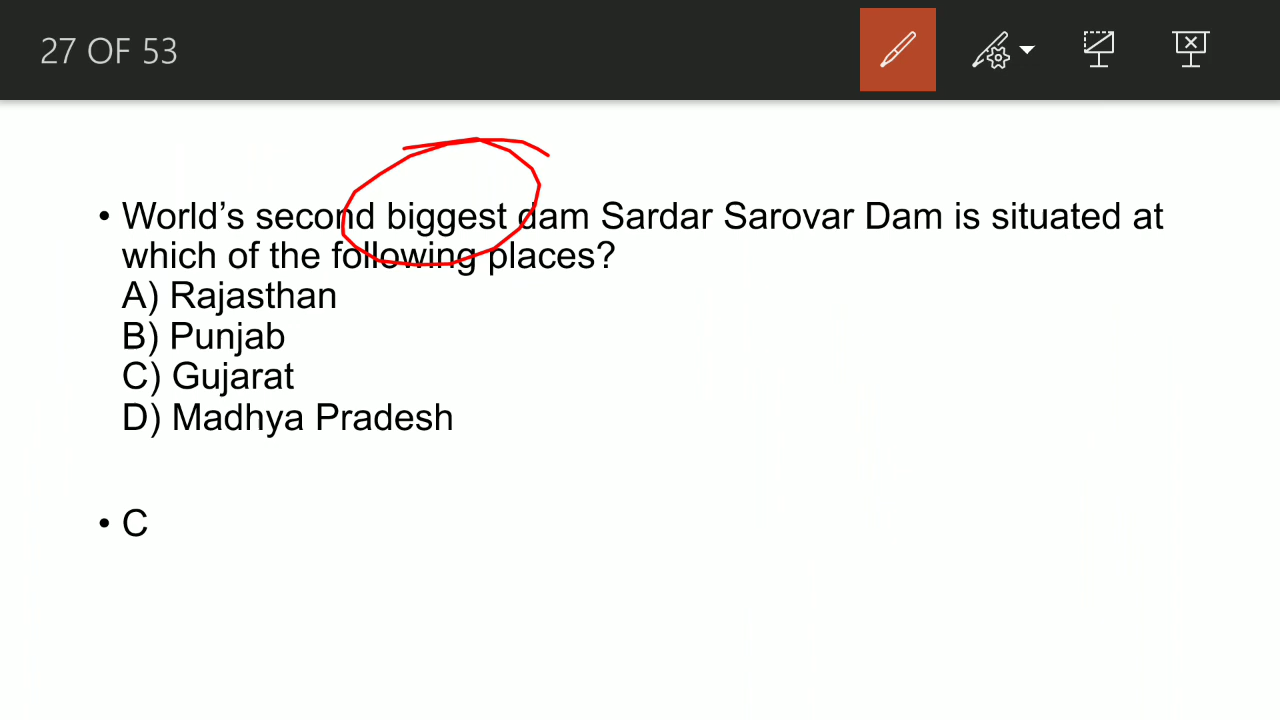 27 OF 53
• World’s second biggest dam Sardar Sarovar Dam is situated at
which of the following places?
A) Rajasthan
B) Punjab
C) Gujarat
D) Madhya Pradesh
• C